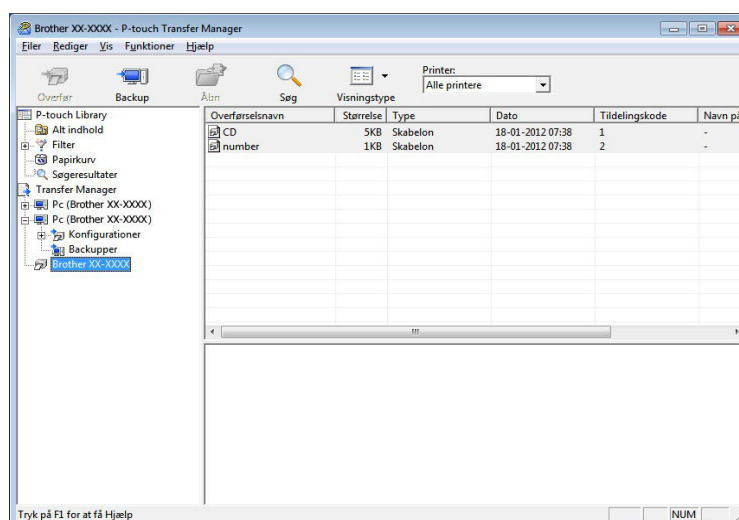 Brother XX-XXXX - P-touch Transfer Manager
Filer Rediger Vis Funktioner Hjælp
Overfør Backup Åbn Søg Visningstype
Printer:
Alle printere
P-touch Library
Alt indhold
Filter
Papirkurv
Søgeresultater
Transfer Manager
Pc (Brother XX-XXXX)
Pc (Brother XX-XXXX)
Konfigurationer
Backupper
Brother XX-XXXX
Overførselsnavn Størrelse Type Dato Tildelingskode Navn på
CD 5KB Skabelon 18-01-2012 07:38 1 -
number 1KB Skabelon 18-01-2012 07:38 2 -
Tryk på F1 for at få Hjælp
NUM